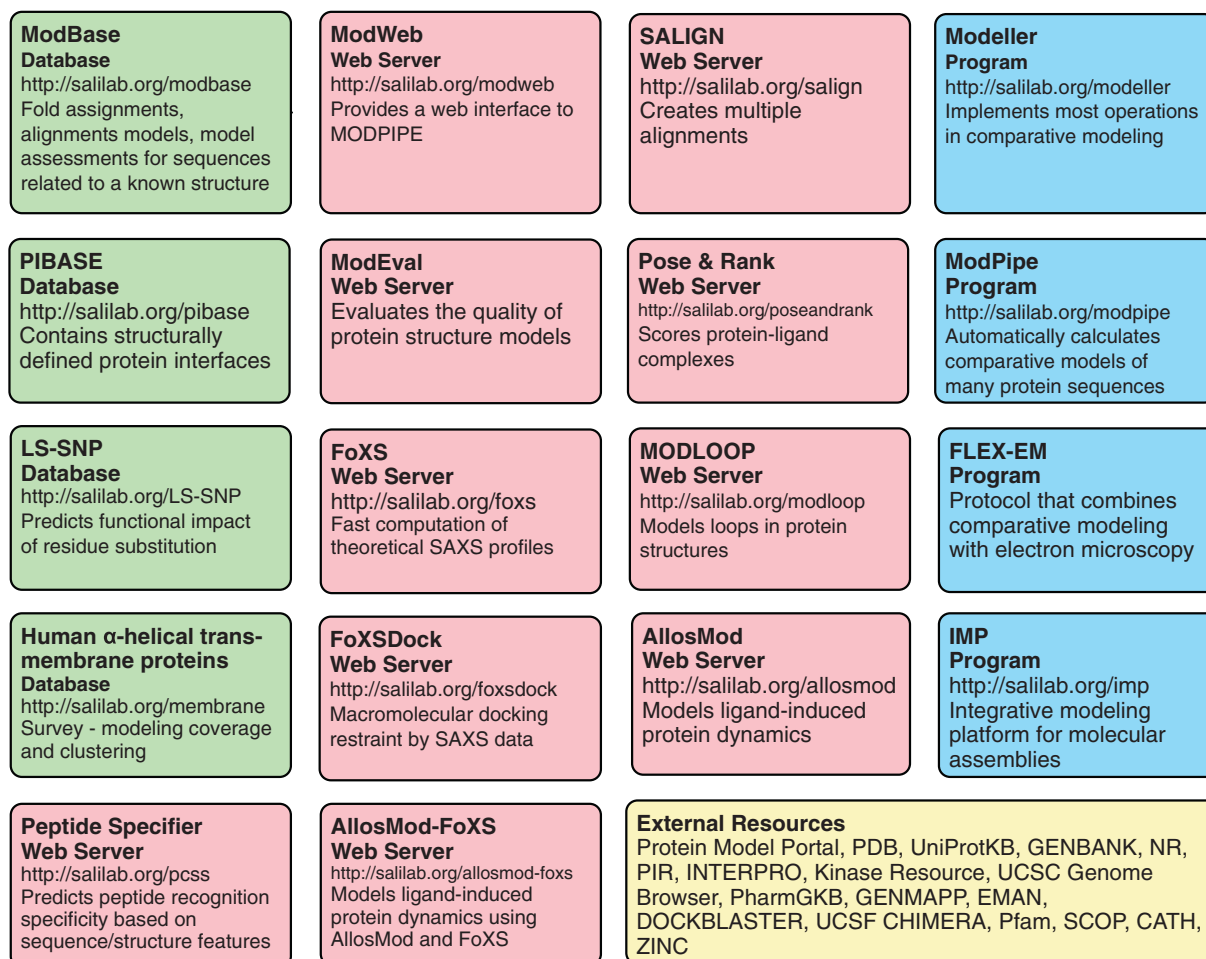 ModBase
Database
http://salilab.org/modbase
Fold assignments,
alignments models, model
assessments for sequences
related to a known structure
ModWeb
Web Server
http://salilab.org/modweb
Provides a web interface to
MODPIPE
SALIGN
Web Server
http://salilab.org/salign
Creates multiple
alignments
Modeller
Program
http://salilab.org/modeller
Implements most operations
in comparative modeling
PIBASE
Database
http://salilab.org/pibase
Contains structurally
defined protein interfaces
ModEval
Web Server
Evaluates the quality of
protein structure models
Pose & Rank
Web Server
http://salilab.org/poseandrank
Scores protein-ligand
complexes
ModPipe
Program
http://salilab.org/modpipe
Automatically calculates
comparative models of
many protein sequences
LS-SNP
Database
http://salilab.org/LS-SNP
Predicts functional impact
of residue substitution
FoXS
Web Server
http://salilab.org/foxs
Fast computation of
theoretical SAXS profiles
MODLOOP
Web Server
http://salilab.org/modloop
Models loops in protein
structures
FLEX-EM
Program
Protocol that combines
comparative modeling
with electron microscopy
Human α-helical trans-
membrane proteins
Database
http://salilab.org/membrane
Survey - modeling coverage
and clustering
FoXSDock
Web Server
http://salilab.org/foxsdock
Macromolecular docking
restraint by SAXS data
AllosMod
Web Server
http://salilab.org/allosmod
Models ligand-induced
protein dynamics
IMP
Program
http://salilab.org/imp
Integrative modeling
platform for molecular
assemblies
Peptide Specifier
Web Server
http://salilab.org/pcss
Predicts peptide recognition
specificity based on
sequence/structure features
AllosMod-FoXS
Web Server
http://salilab.org/allosmod-foxs
Models ligand-induced
protein dynamics using
AllosMod and FoXS
External Resources
Protein Model Portal, PDB, UniProtKB, GENBANK, NR,
PIR, INTERPRO, Kinase Resource, UCSC Genome
Browser, PharmGKB, GENMAPP, EMAN,
DOCKBLASTER, UCSF CHIMERA, Pfam, SCOP, CATH,
ZINC